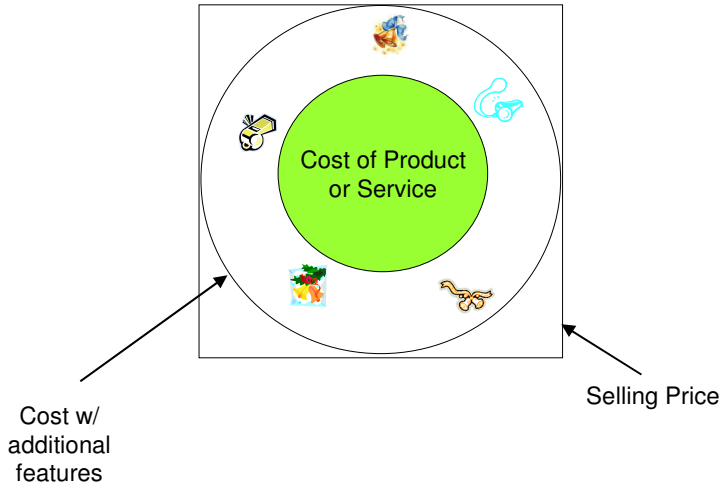 Cost of Product
or Service
Selling Price
Cost w/
additional
features